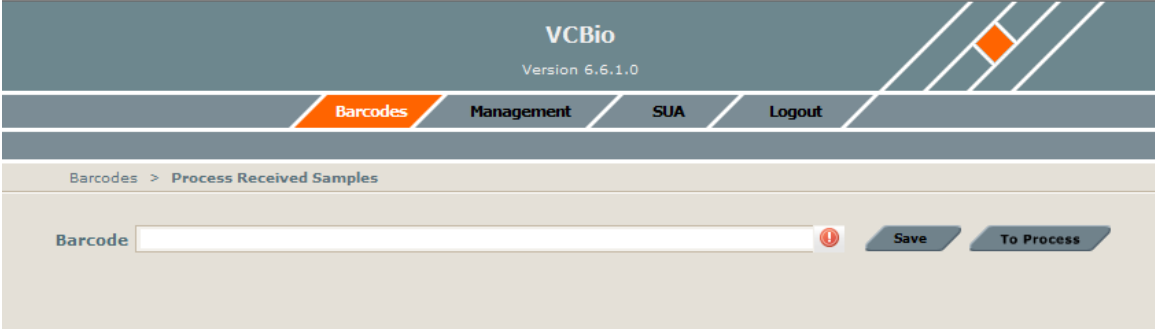 VCBio
Version 6.6.1.0
Barcodes Management SUA Logout
Barcodes > Process Received Samples
Barcode Save To Process